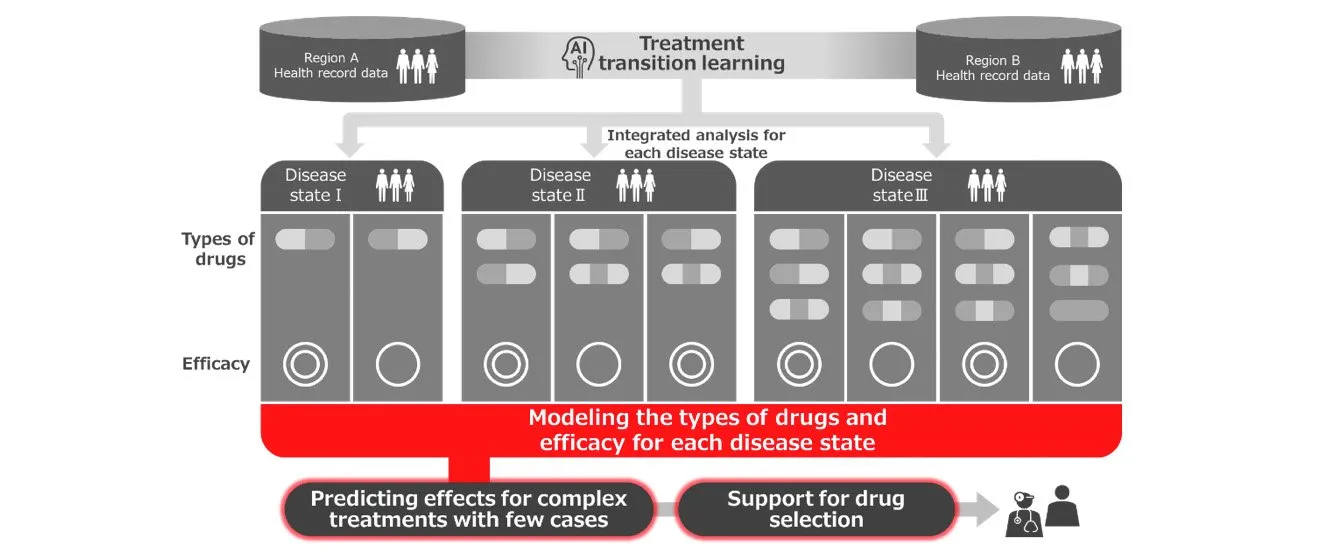 Region A
Health record data
AI
Treatment
transition learning
Region B
Health record data
Integrated analysis for
each disease state
Disease
state Ⅰ
Disease
state Ⅱ
Disease
state Ⅲ
Types of
drugs
Efficacy
Modeling the types of drugs and
efficacy for each disease state
Predicting effects for complex
treatments with few cases
Support for drug
selection